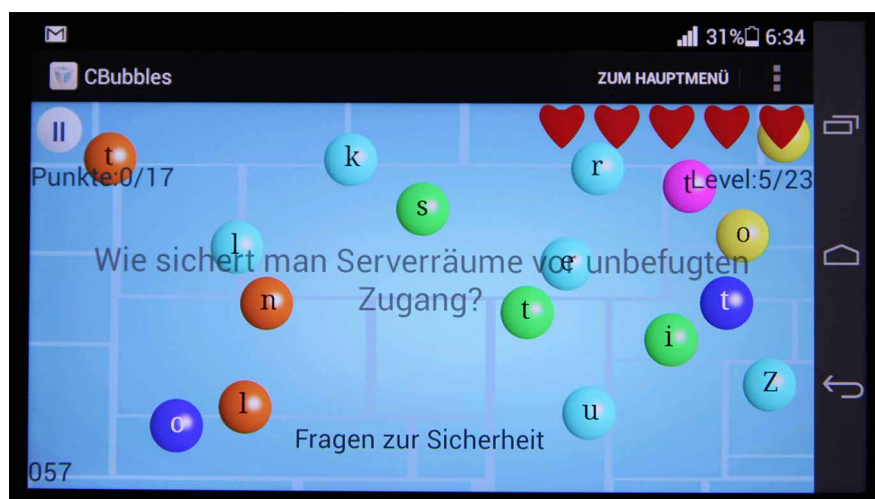 31% 6:34
CBubbles
ZUM HAUPTMENÜ
t
k
r
t
Punkte:0/17
Level:5/23
s
l
o
e
Wie sichert man Serverräume vor unbefugten
Zugang?
n
t
t
i
Z
l
o
u
Fragen zur Sicherheit
057